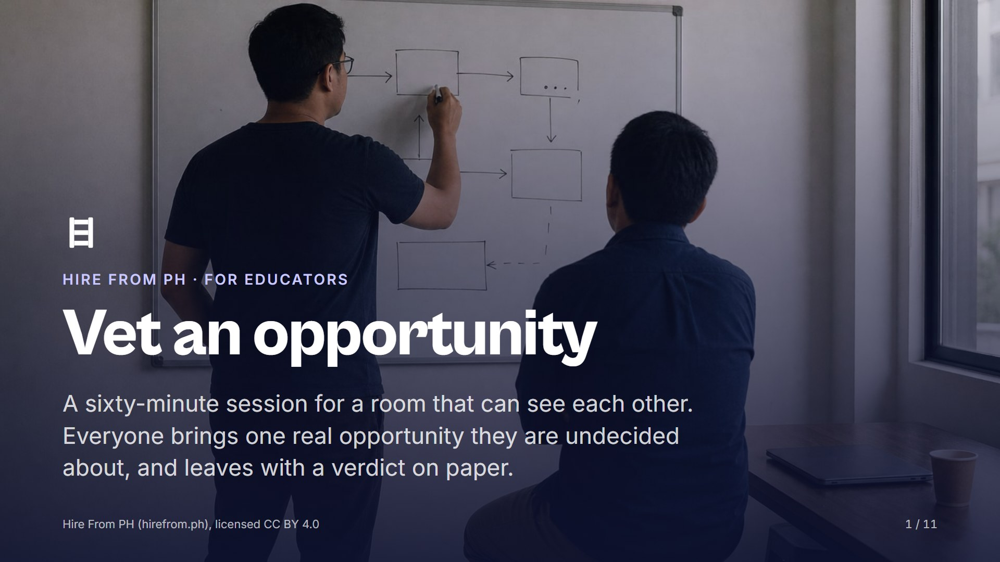 HIRE FROM PH · FOR EDUCATORS
Vet an opportunity
A sixty-minute session for a room that can see each other.
Everyone brings one real opportunity they are undecided
about, and leaves with a verdict on paper.
Hire From PH (hirefrom.ph), licensed CC BY 4.0
1 / 11